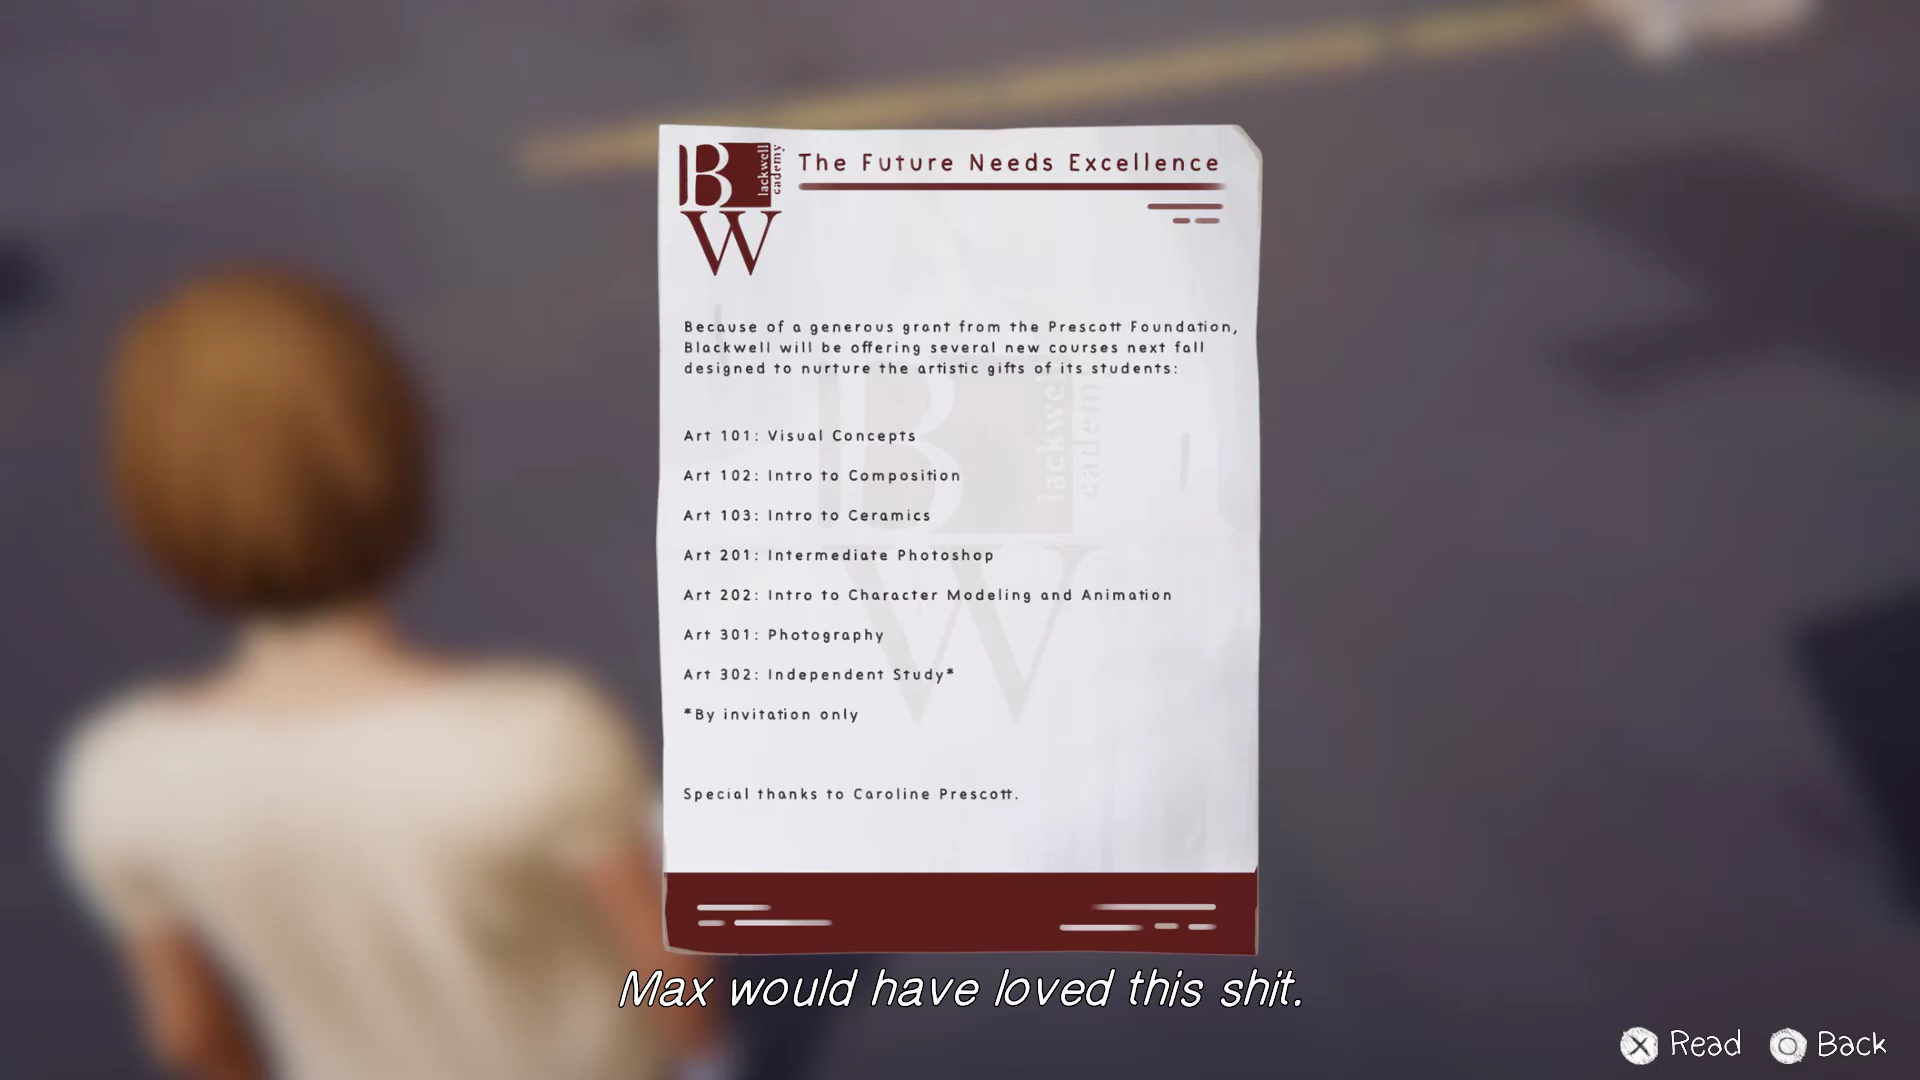 B lackwell
cademy
W
The Future Needs Excellence
Because of a generous grant from the Prescott Foundation,
Blackwell will be offering several new courses next fall
designed to nurture the artistic gifts of its students:
Art 101: Visual Concepts
Art 102: Intro to Composition
Art 103: Intro to Ceramics
Art 201: Intermediate Photoshop
Art 202: Intro to Character Modeling and Animation
Art 301: Photography
Art 302: Independent Study*
*By invitation only
Special thanks to Caroline Prescott.
Max would have loved this shit.
Read Back